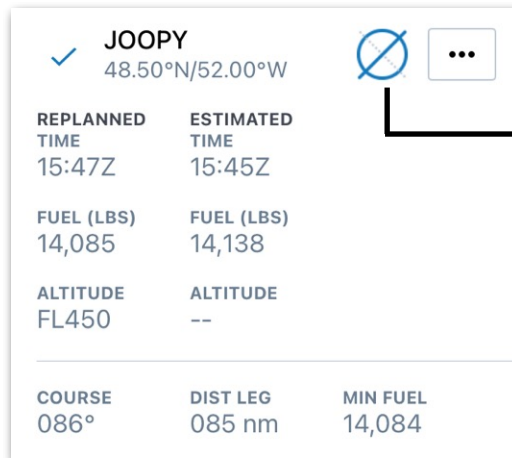 JOOPY
48.50°N/52.00°W
REPLANNED ESTIMATED
TIME TIME
15:47Z 15:45Z
FUEL (LBS) FUEL (LBS)
14,085 14,138
ALTITUDE ALTITUDE
FL450 --
COURSE DIST LEG MIN FUEL
086° 085 nm 14,084